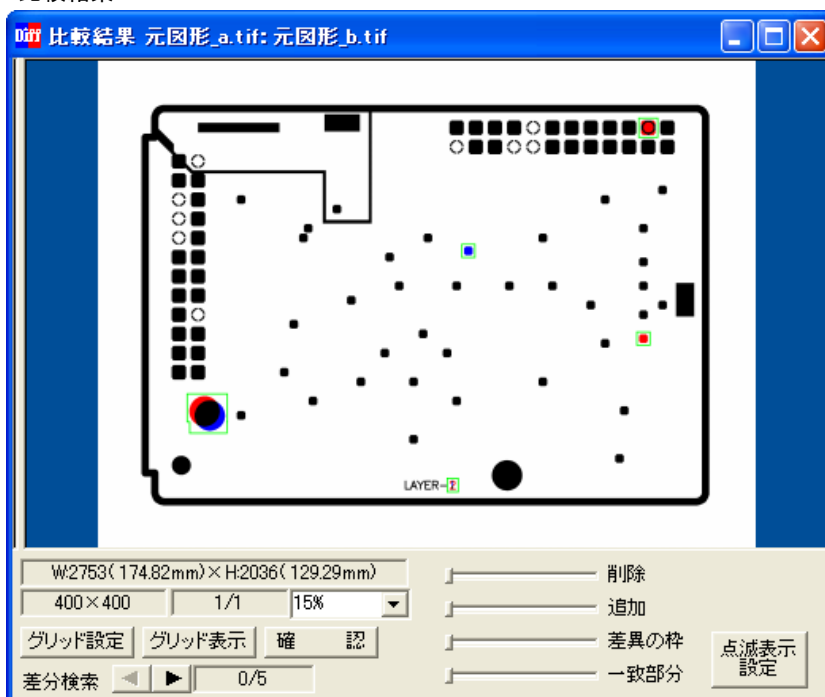 Diff 比較結果 元図形_a.tif: 元図形_b.tif
LAYER-
W:2753( 174.82mm)×H:2036( 129.29mm)
400×400 1/1 15%
グリッド設定 グリッド表示 確 認
差分検索 0/5
削除
追加
差異の枠
一致部分
点滅表示
設定